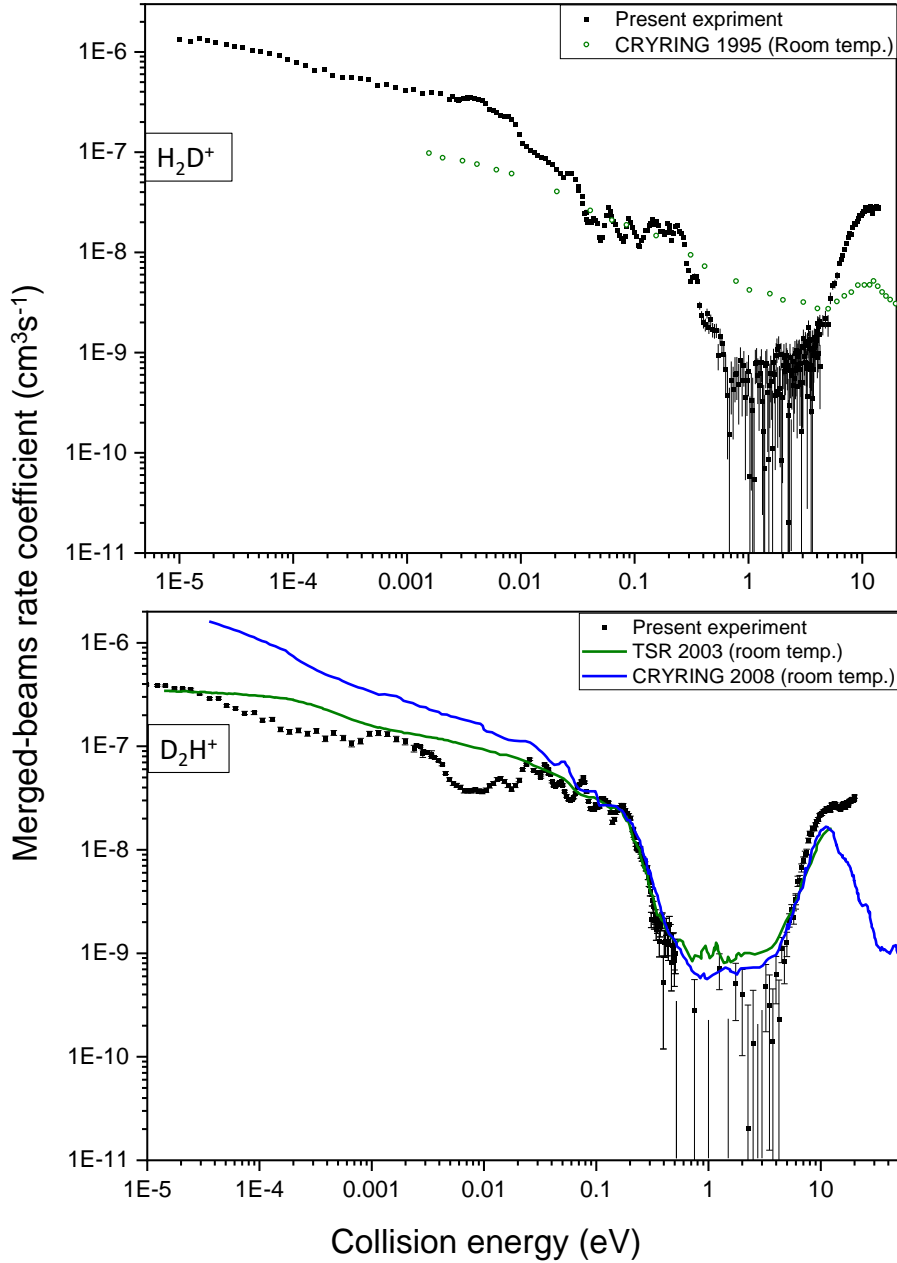 Present expriment
CRYRING 1995 (Room temp.)
H₂D⁺
1E-6
1E-7
1E-8
1E-9
1E-10
1E-11
1E-5
1E-4
0.001
0.01
0.1
1
10
Merged-beams rate coefficient (cm³s⁻¹)
Present experiment
TSR 2003 (room temp.)
CRYRING 2008 (room temp.)
D₂H⁺
1E-6
1E-7
1E-8
1E-9
1E-10
1E-11
1E-5
1E-4
0.001
0.01
0.1
1
10
Collision energy (eV)